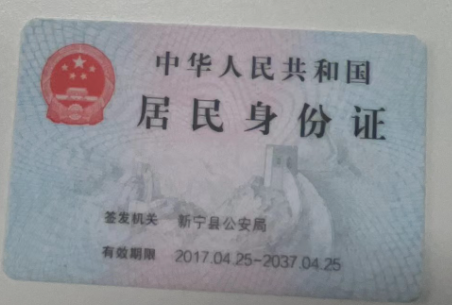 中华人民共和国
居民身份证
签发机关 新宁县公安局
有效期限 2017.04.25-2037.04.25